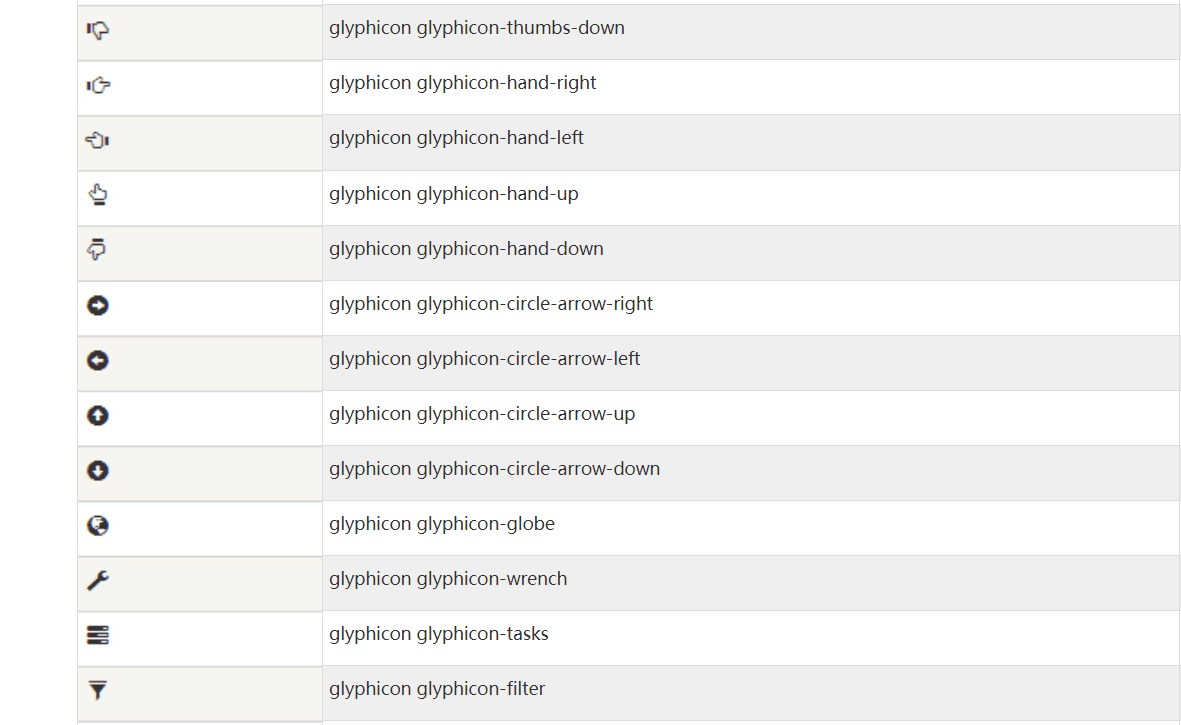 glyphicon glyphicon-thumbs-down
glyphicon glyphicon-hand-right
glyphicon glyphicon-hand-left
glyphicon glyphicon-hand-up
glyphicon glyphicon-hand-down
glyphicon glyphicon-circle-arrow-right
glyphicon glyphicon-circle-arrow-left
glyphicon glyphicon-circle-arrow-up
glyphicon glyphicon-circle-arrow-down
glyphicon glyphicon-globe
glyphicon glyphicon-wrench
glyphicon glyphicon-tasks
glyphicon glyphicon-filter